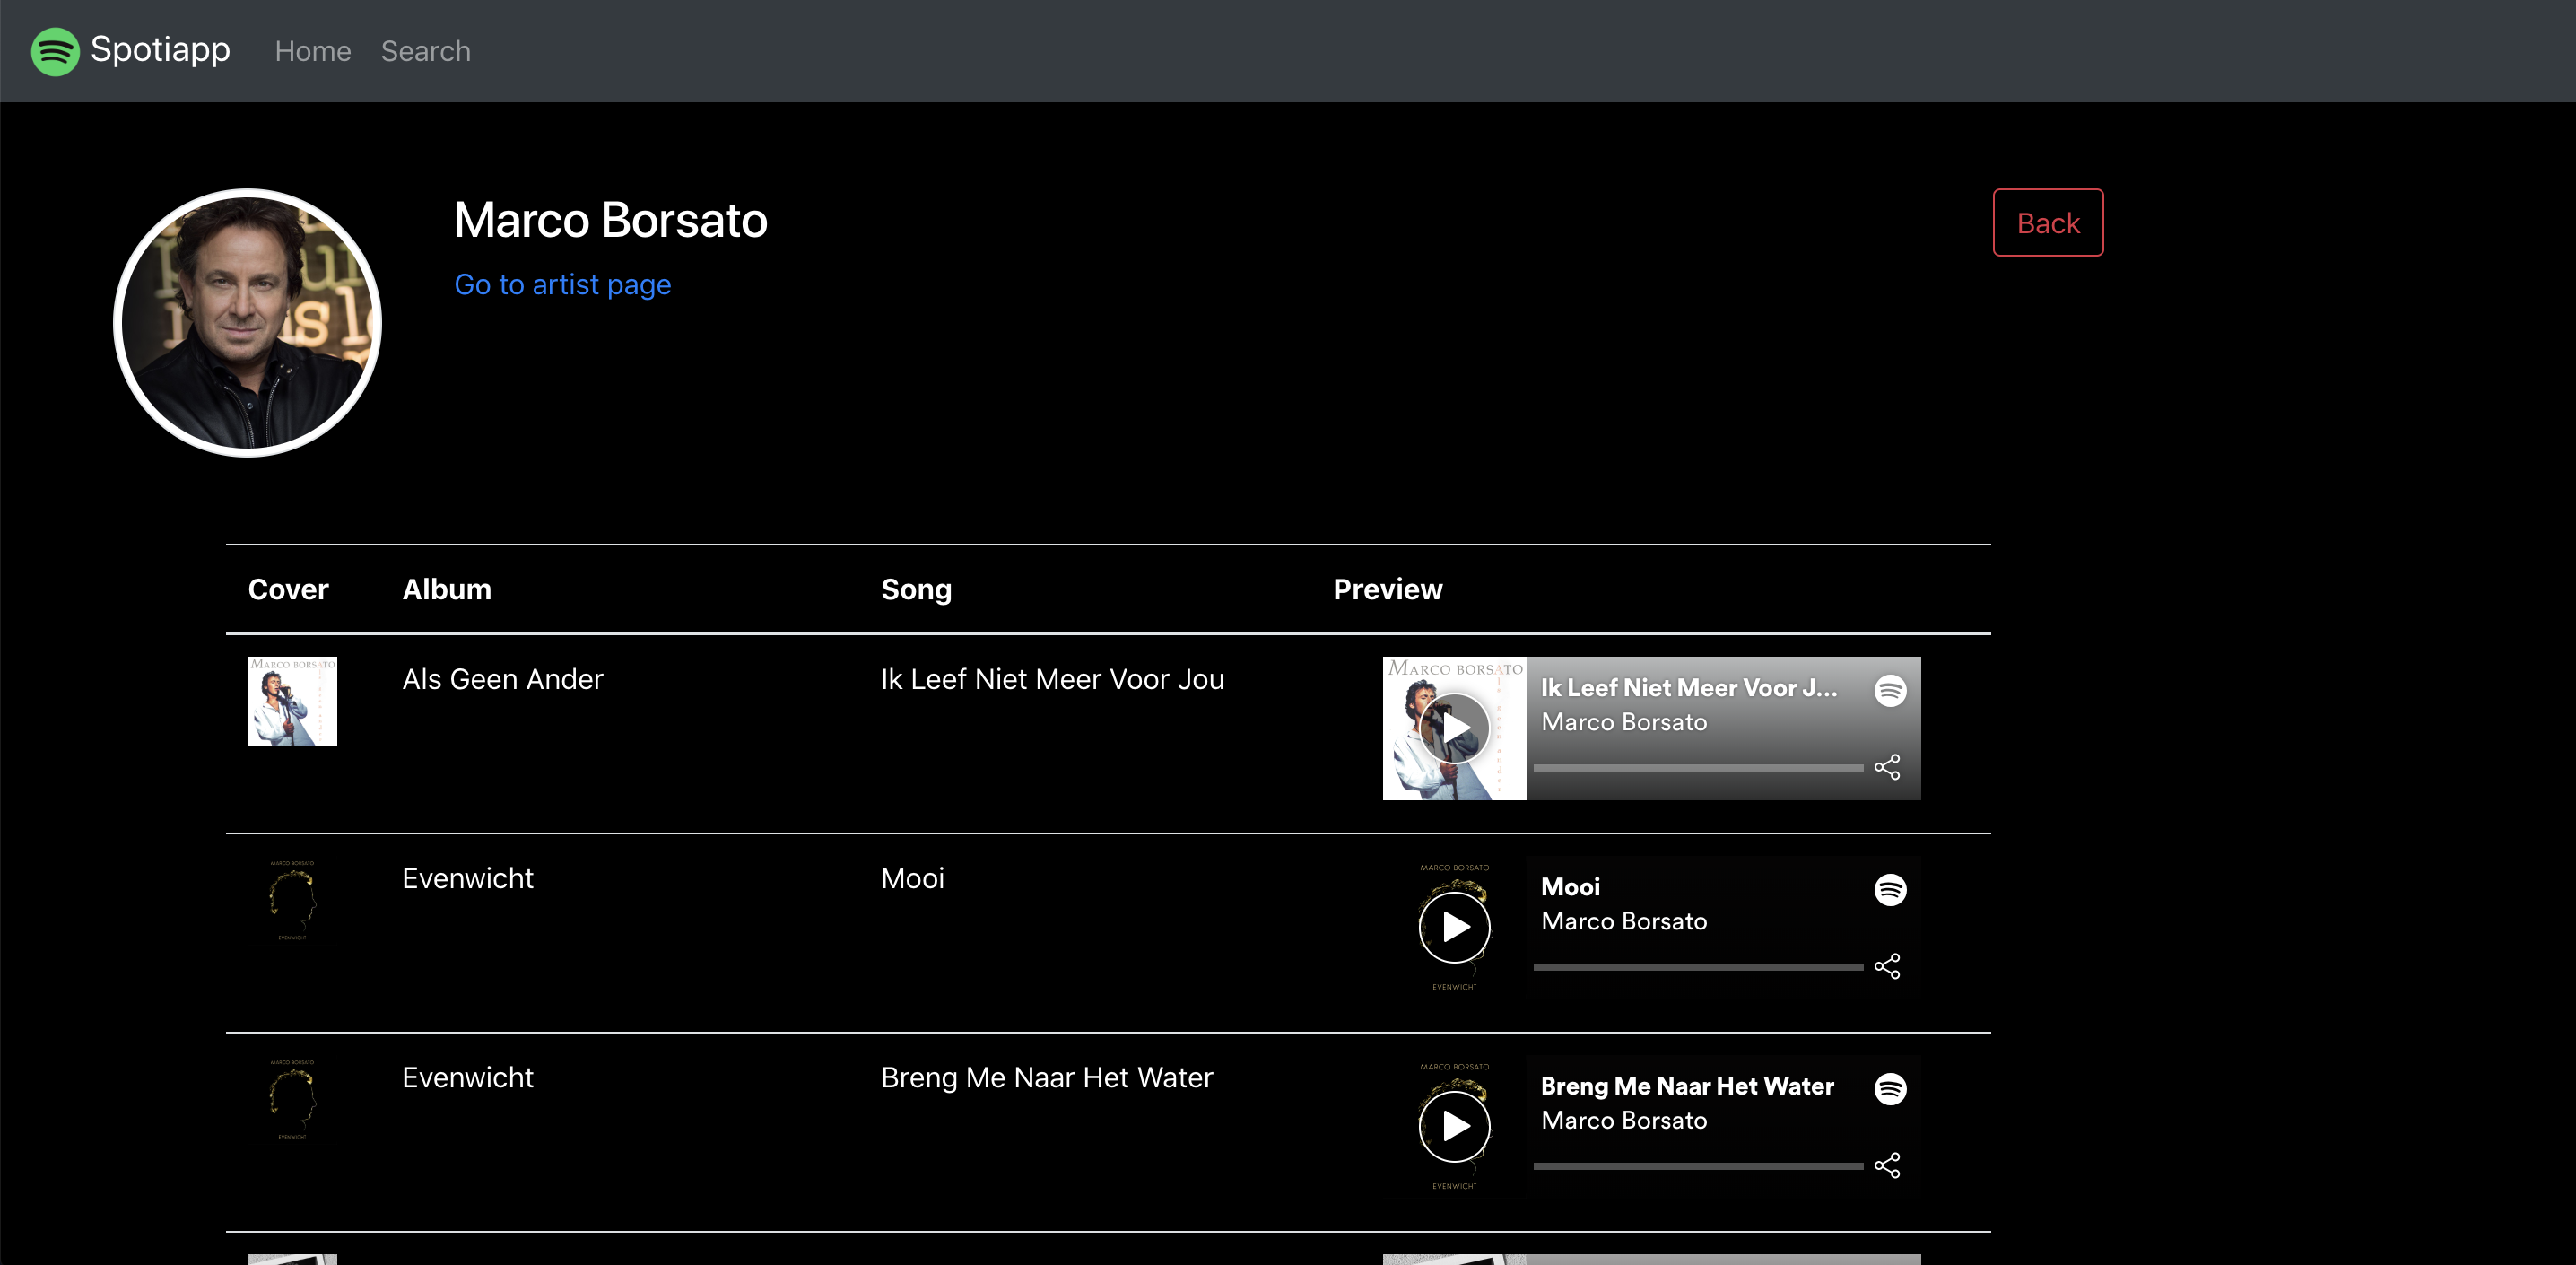 Spotiapp Home Search
Marco Borsato
Back
Go to artist page
Cover Album Song Preview
MARCO BORSATO
Als Geen Ander
Ik Leef Niet Meer Voor Jou
MARCO BORSATO
als geen ander
Ik Leef Niet Meer Voor J...
Marco Borsato
MARCO BORSATO
EVENWICHT
Evenwicht
Mooi
MARCO BORSATO
EVENWICHT
Mooi
Marco Borsato
MARCO BORSATO
EVENWICHT
Evenwicht
Breng Me Naar Het Water
MARCO BORSATO
EVENWICHT
Breng Me Naar Het Water
Marco Borsato